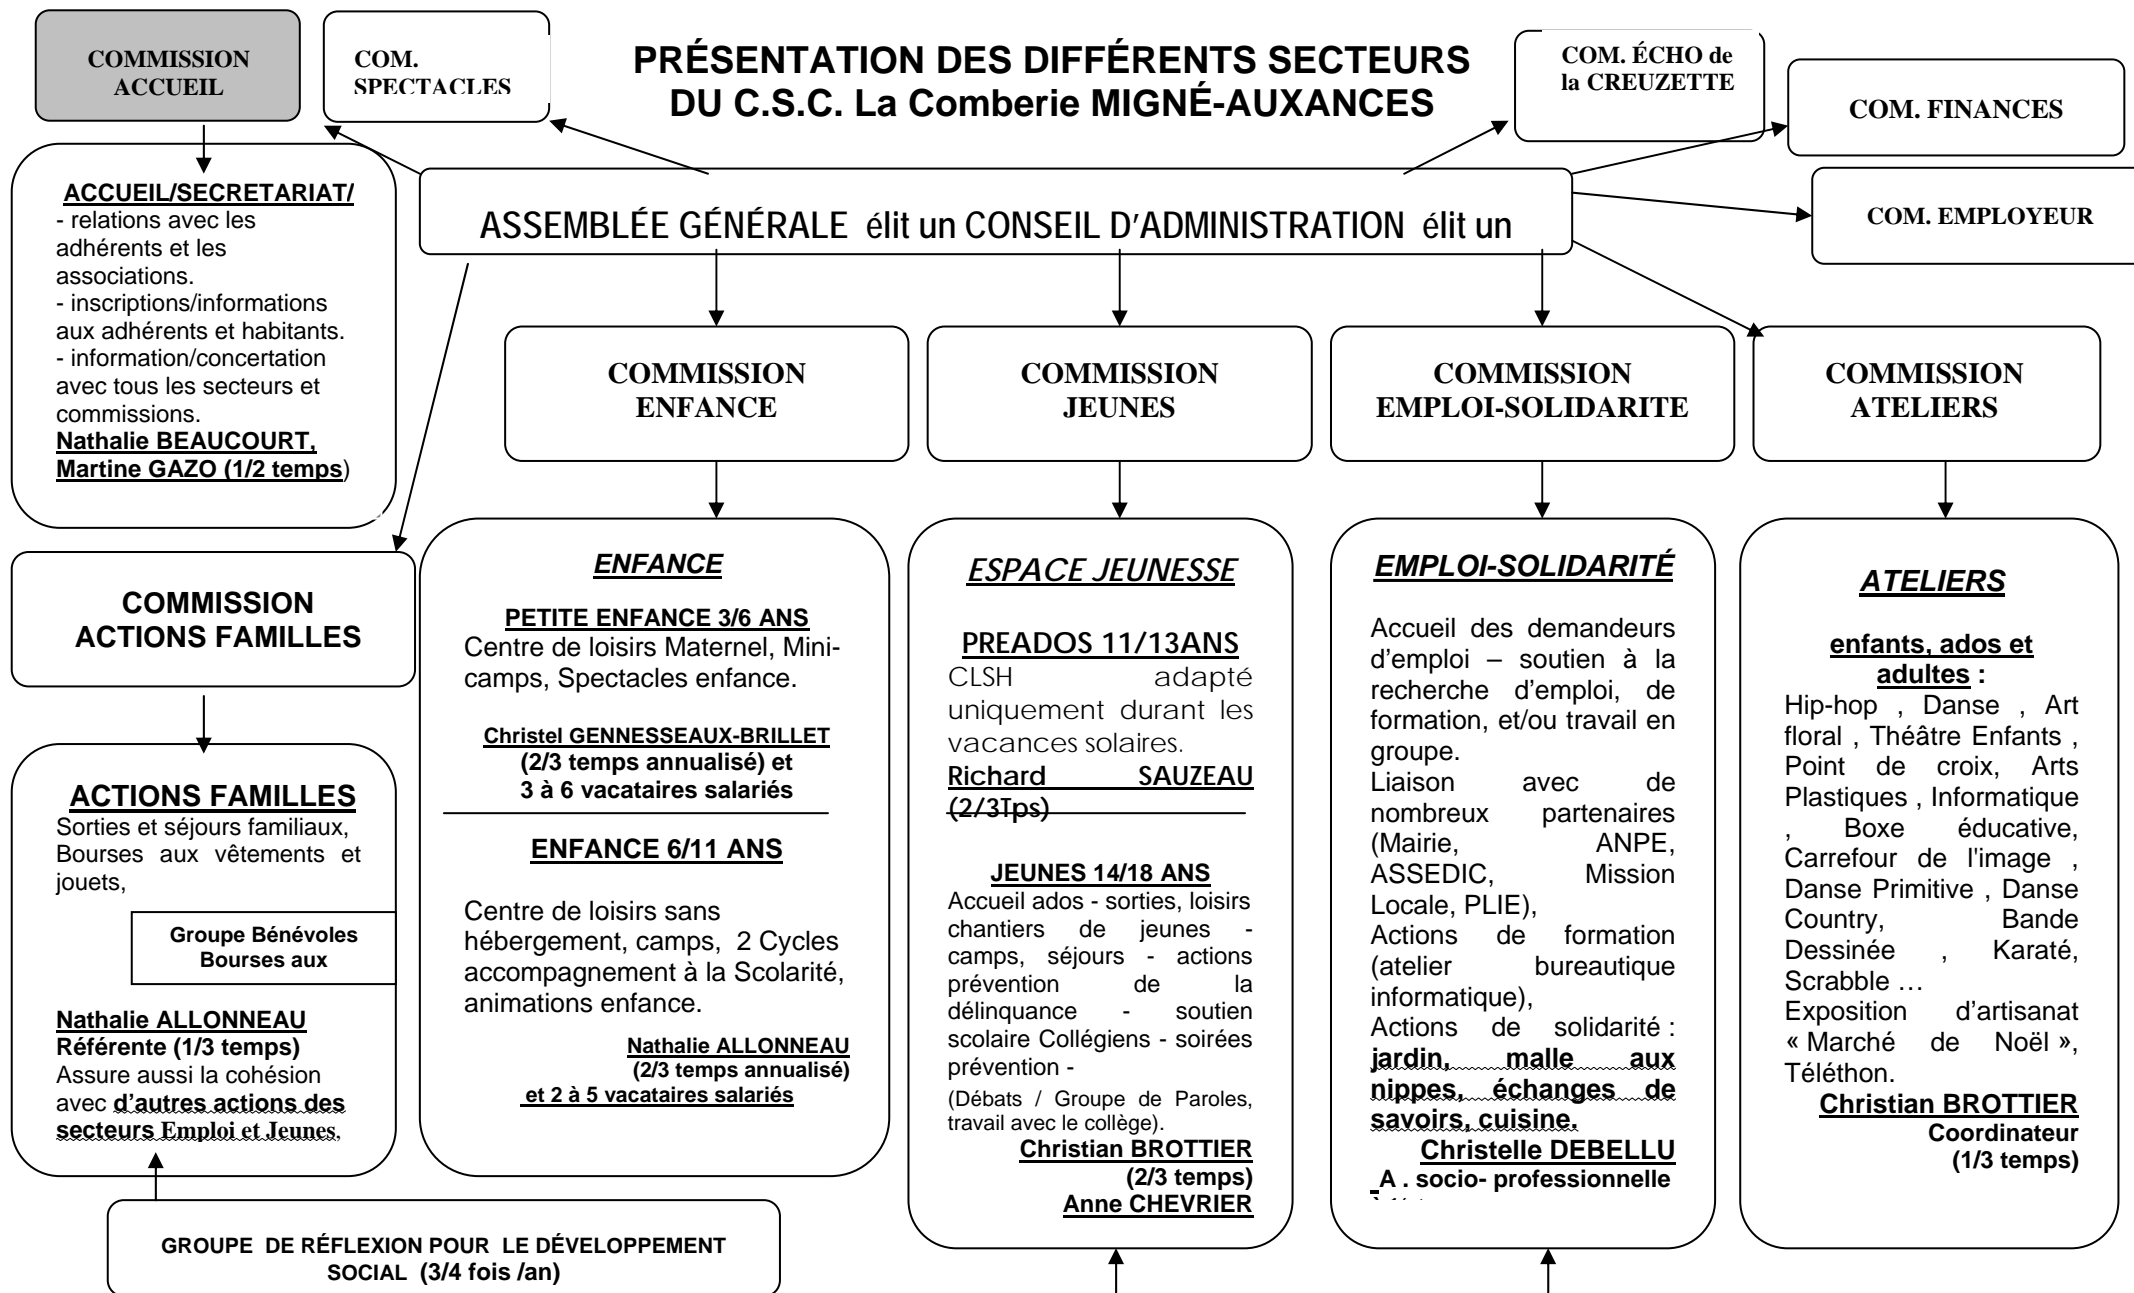 COMMISSION
ACCUEIL
COM.
SPECTACLES
PRÉSENTATION DES DIFFÉRENTS SECTEURS
DU C.S.C. La Comberie MIGNÉ-AUXANCES
COM. ÉCHO de
la CREUZETTE
COM. FINANCES
COM. EMPLOYEUR
ASSEMBLÉE GÉNÉRALE élit un CONSEIL D'ADMINISTRATION élit un
ACCUEIL/SECRETARIAT/
- relations avec les
adhérents et les
associations.
- inscriptions/informations
aux adhérents et habitants.
- information/concertation
avec tous les secteurs et
commissions.
Nathalie BEAUCOURT,
Martine GAZO (1/2 temps)
COMMISSION
ENFANCE
COMMISSION
JEUNES
COMMISSION
EMPLOI-SOLIDARITE
COMMISSION
ATELIERS
COMMISSION
ACTIONS FAMILLES
ACTIONS FAMILLES
Sorties et séjours familiaux,
Bourses aux vêtements et
jouets,
Groupe Bénévoles
Bourses aux
Nathalie ALLONNEAU
Référente (1/3 temps)
Assure aussi la cohésion
avec d'autres actions des
secteurs Emploi et Jeunes,
GROUPE DE RÉFLEXION POUR LE DÉVELOPPEMENT
SOCIAL (3/4 fois /an)
ENFANCE
PETITE ENFANCE 3/6 ANS
Centre de loisirs Maternel, Mini-
camps, Spectacles enfance.
Christel GENNESSEAUX-BRILLET
(2/3 temps annualisé) et
3 à 6 vacataires salariés
ENFANCE 6/11 ANS
Centre de loisirs sans
hébergement, camps, 2 Cycles
accompagnement à la Scolarité,
animations enfance.
Nathalie ALLONNEAU
(2/3 temps annualisé)
et 2 à 5 vacataires salariés
ESPACE JEUNESSE
PREADOS 11/13ANS
CLSH adapté
uniquement durant les
vacances solaires.
Richard SAUZEAU
(2/3Tps)
JEUNES 14/18 ANS
Accueil ados - sorties, loisirs
chantiers de jeunes -
camps, séjours - actions
prévention de la
délinquance - soutien
scolaire Collégiens - soirées
prévention -
(Débats / Groupe de Paroles,
travail avec le collège).
Christian BROTTIER
(2/3 temps)
Anne CHEVRIER
EMPLOI-SOLIDARITÉ
Accueil des demandeurs
d'emploi – soutien à la
recherche d'emploi, de
formation, et/ou travail en
groupe.
Liaison avec de
nombreux partenaires
(Mairie, ANPE,
ASSEDIC, Mission
Locale, PLIE),
Actions de formation
(atelier bureautique
informatique),
Actions de solidarité :
jardin, malle aux
nippes, échanges de
savoirs, cuisine.
Christelle DEBELLU
A . socio- professionnelle
ATELIERS
enfants, ados et
adultes :
Hip-hop , Danse , Art
floral , Théâtre Enfants ,
Point de croix, Arts
Plastiques , Informatique
, Boxe éducative,
Carrefour de l'image ,
Danse Primitive , Danse
Country, Bande
Dessinée , Karaté,
Scrabble …
Exposition d'artisanat
« Marché de Noël »,
Téléthon.
Christian BROTTIER
Coordinateur
(1/3 temps)